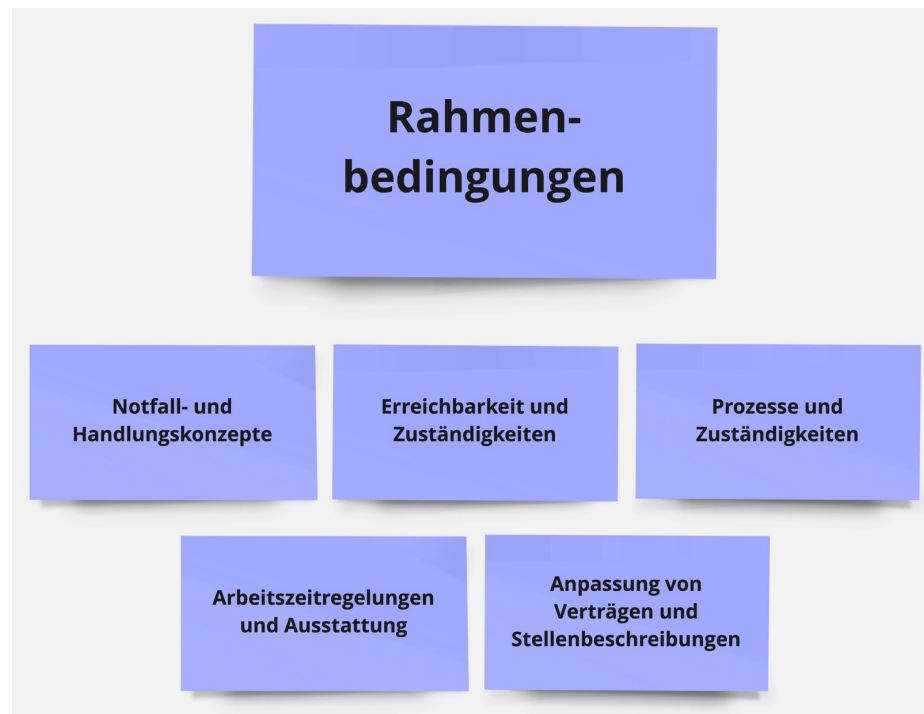 Rahmen-
bedingungen
Notfall- und
Handlungskonzepte
Erreichbarkeit und
Zuständigkeiten
Prozesse und
Zuständigkeiten
Arbeitszeitregelungen
und Ausstattung
Anpassung von
Verträgen und
Stellenbeschreibungen